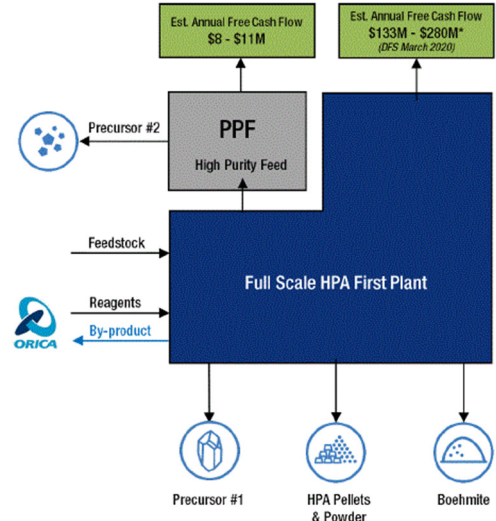 Est. Annual Free Cash Flow
$8 - $11M
Est. Annual Free Cash Flow
$133M - $280M*
(DFS March 2020)
Precursor #2
PPF
High Purity Feed
Feedstock
Full Scale HPA First Plant
Reagents
By-product
ORICA
Precursor #1
HPA Pellets
& Powder
Boehmite